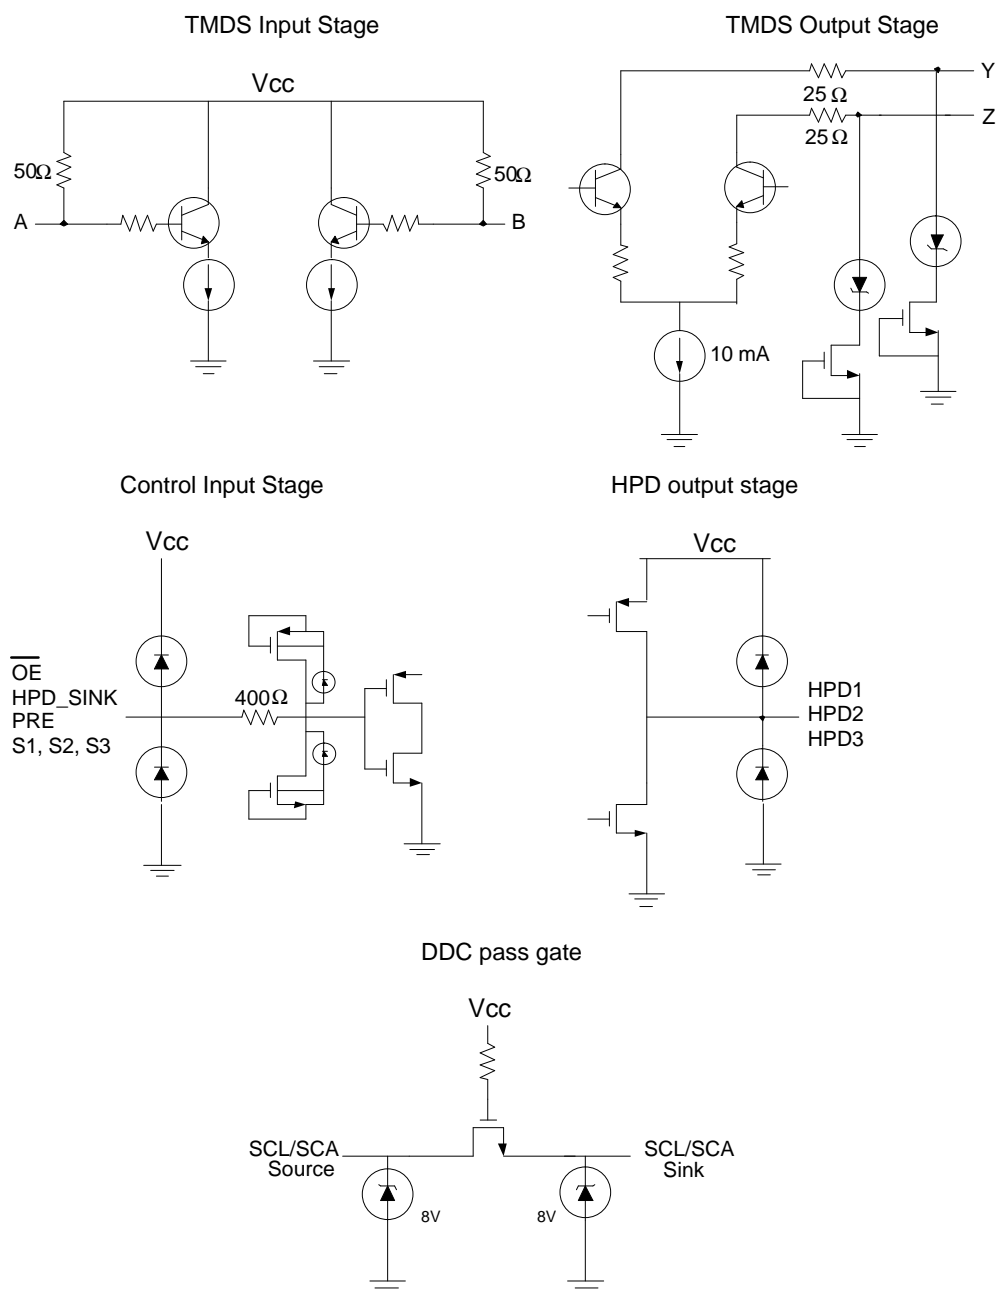 TMDS Input Stage
TMDS Output Stage
Vcc
50Ω
50Ω
A
B
25 Ω
Y
25 Ω
Z
10 mA
Control Input Stage
HPD output stage
Vcc
OE
HPD_SINK
PRE
S1, S2, S3
400Ω
Vcc
HPD1
HPD2
HPD3
DDC pass gate
Vcc
SCL/SCA
Source
SCL/SCA
Sink
8V
8V